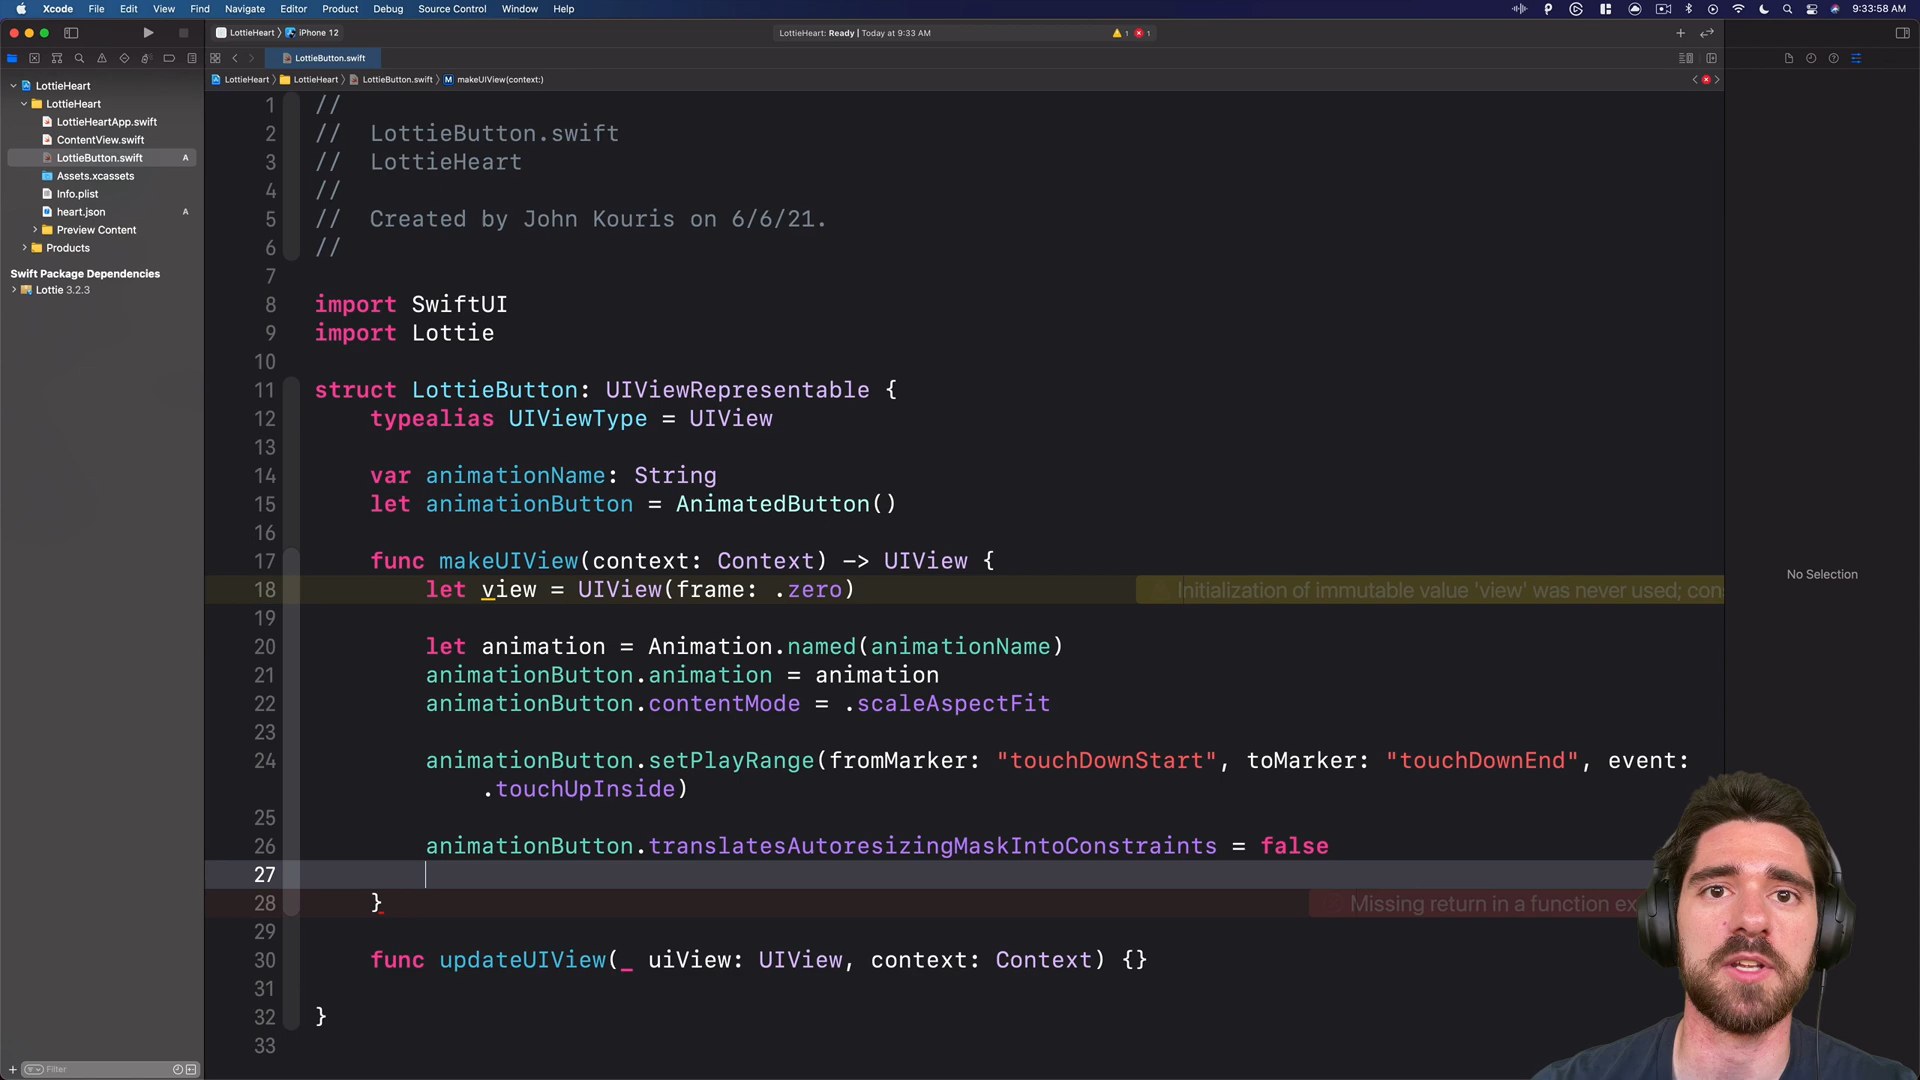 Xcode File Edit View Find Navigate Editor Product Debug Source Control Window Help 9:33:58 AM
LottieHeart iPhone 12 LottieHeart: Ready | Today at 9:33 AM 1 1
LottieButton.swift
LottieHeart LottieHeart LottieButton.swift M makeUIView(context:)
LottieHeart
LottieHeart
LottieHeartApp.swift
ContentView.swift
LottieButton.swift A
Assets.xcassets
Info.plist
heart.json A
Preview Content
Products
Swift Package Dependencies
Lottie 3.2.3
Filter
1 //
2 // LottieButton.swift
3 // LottieHeart
4 //
5 // Created by John Kouris on 6/6/21.
6 //
7
8 import SwiftUI
9 import Lottie
10
11 struct LottieButton: UIViewRepresentable {
12 typealias UIViewType = UIView
13
14 var animationName: String
15 let animationButton = AnimatedButton()
16
17 func makeUIView(context: Context) -> UIView {
18 let view = UIView(frame: .zero) Initialization of immutable value 'view' was never used; con
19
20 let animation = Animation.named(animationName)
21 animationButton.animation = animation
22 animationButton.contentMode = .scaleAspectFit
23
24 animationButton.setPlayRange(fromMarker: "touchDownStart", toMarker: "touchDownEnd", event:
.touchUpInside)
25
26 animationButton.translatesAutoresizingMaskIntoConstraints = false
27
28 } Missing return in a function ex
29
30 func updateUIView(_ uiView: UIView, context: Context) {}
31
32 }
33
No Selection